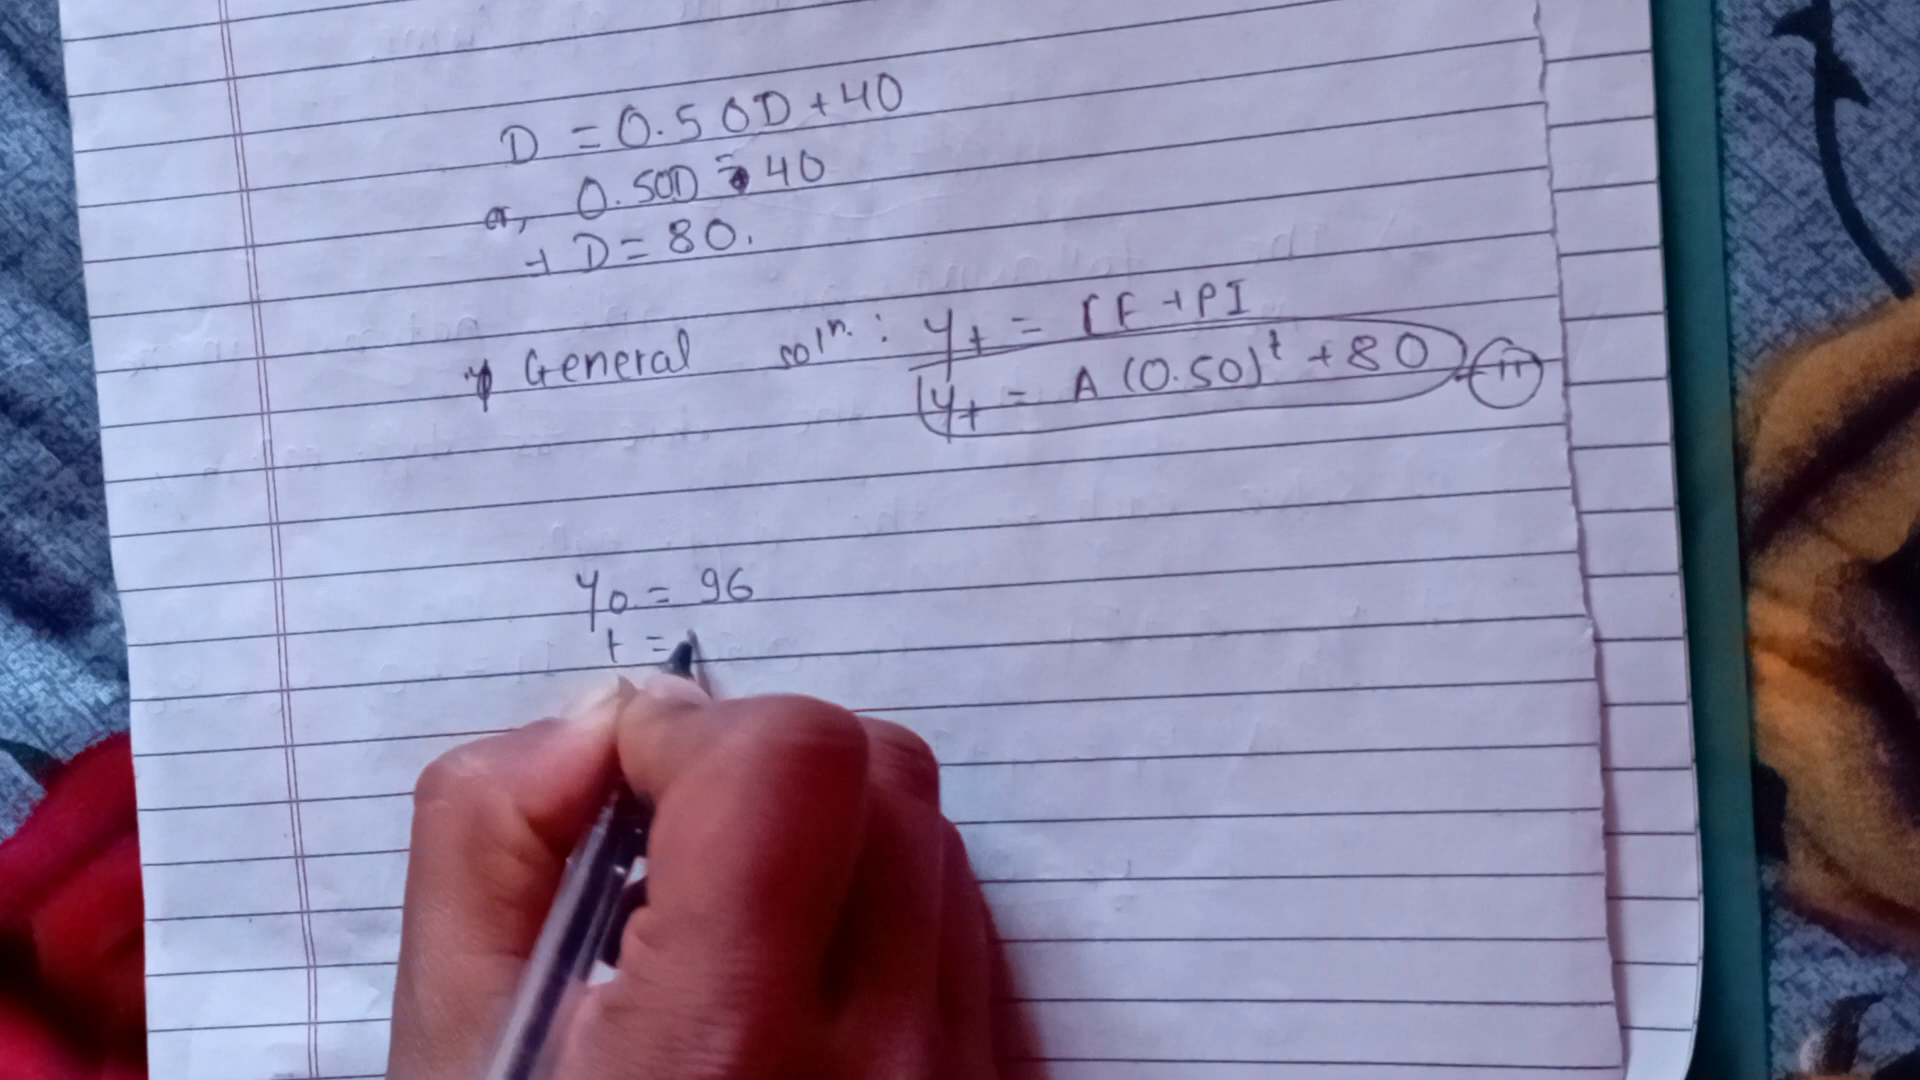 D = 0.50D + 40
or, 0.50D = 40
D = 80.
General solⁿ. : yt = CF + PI
yt = A (0.50)^t + 80
y0 = 96
t =